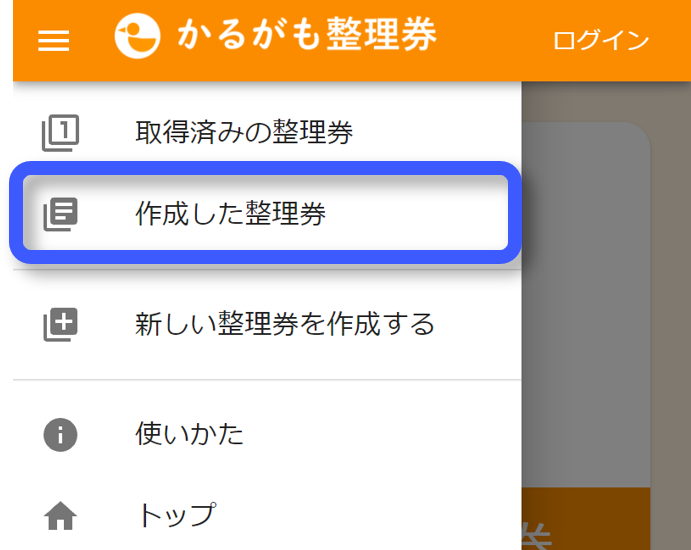 かるがも整理券
ログイン
1
取得済みの整理券
作成した整理券
新しい整理券を作成する
使いかた
トップ
券